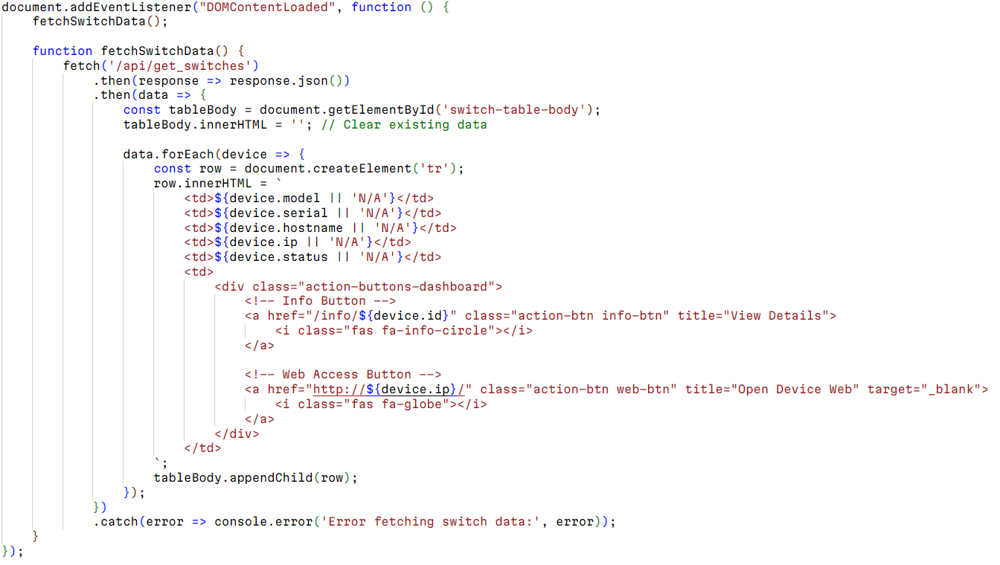 document.addEventListener("DOMContentLoaded", function () {
    fetchSwitchData();

    function fetchSwitchData() {
        fetch('/api/get_switches')
            .then(response => response.json())
            .then(data => {
                const tableBody = document.getElementById('switch-table-body');
                tableBody.innerHTML = ''; // Clear existing data

                data.forEach(device => {
                    const row = document.createElement('tr');
                    row.innerHTML = `
                        <td>${device.model || 'N/A'}</td>
                        <td>${device.serial || 'N/A'}</td>
                        <td>${device.hostname || 'N/A'}</td>
                        <td>${device.ip || 'N/A'}</td>
                        <td>${device.status || 'N/A'}</td>
                        <td>
                            <div class="action-buttons-dashboard">
                                <!-- Info Button -->
                                <a href="/info/${device.id}" class="action-btn info-btn" title="View Details">
                                    <i class="fas fa-info-circle"></i>
                                </a>

                                <!-- Web Access Button -->
                                <a href="http://${device.ip}/" class="action-btn web-btn" title="Open Device Web" target="_blank">
                                    <i class="fas fa-globe"></i>
                                </a>
                            </div>
                        </td>
                    `;
                    tableBody.appendChild(row);
                });
            })
            .catch(error => console.error('Error fetching switch data:', error));
    }
});